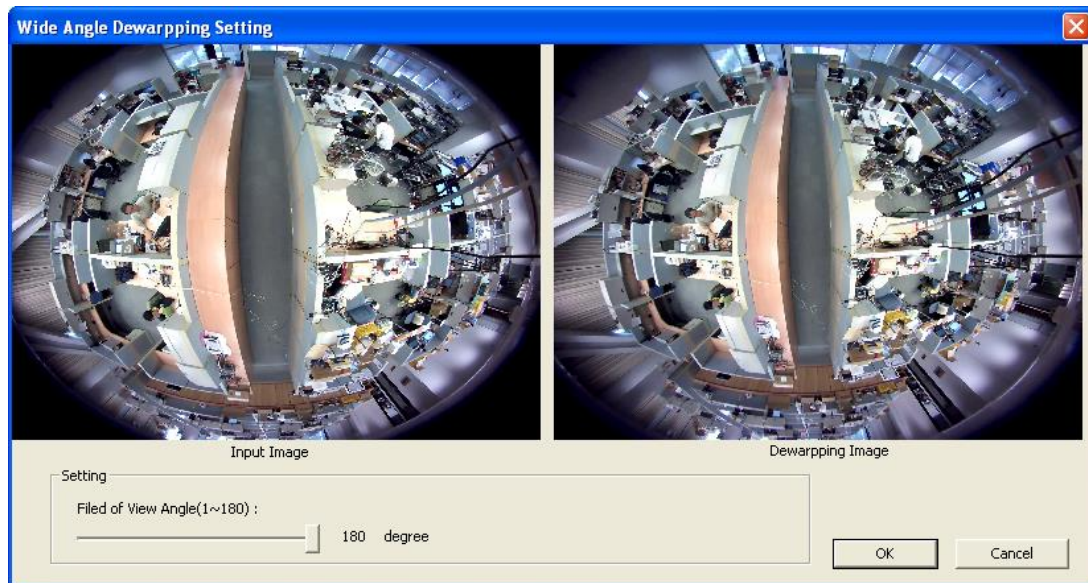 Wide Angle Dewarpping Setting
Input Image
Dewarpping Image
Setting
Filed of View Angle(1~180) :
180 degree
OK
Cancel